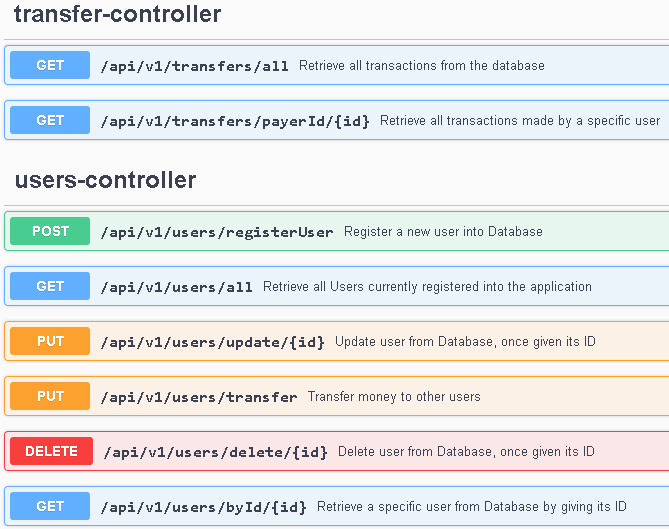 transfer-controller
GET /api/v1/transfers/all Retrieve all transactions from the database
GET /api/v1/transfers/payerId/{id} Retrieve all transactions made by a specific user
users-controller
POST /api/v1/users/registerUser Register a new user into Database
GET /api/v1/users/all Retrieve all Users currently registered into the application
PUT /api/v1/users/update/{id} Update user from Database, once given its ID
PUT /api/v1/users/transfer Transfer money to other users
DELETE /api/v1/users/delete/{id} Delete user from Database, once given its ID
GET /api/v1/users/byId/{id} Retrieve a specific user from Database by giving its ID